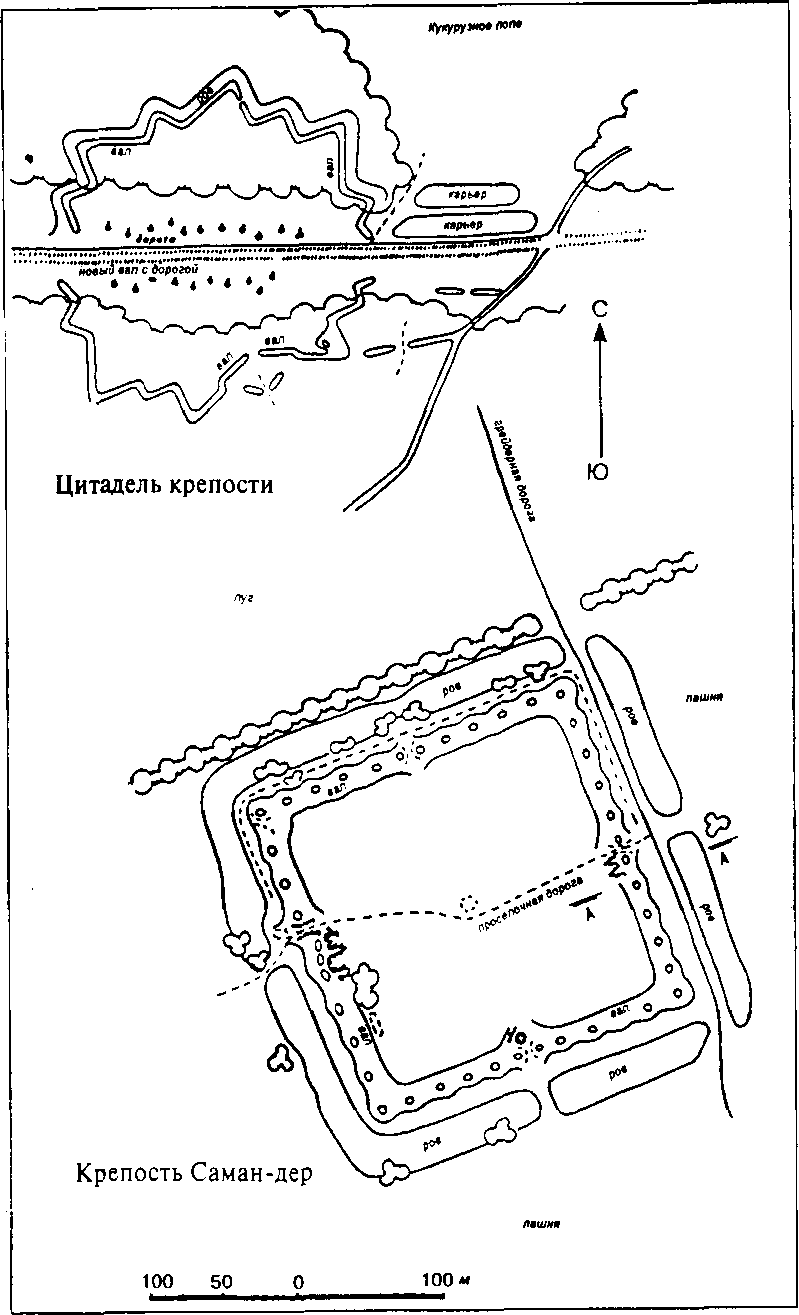 Кукурузное поле
вал
вал
карьер
карьер
дорога
новый вал с дорогой
вал
вал
С
Ю
Цитадель крепости
грейдерная дорога
луг
ров
ров
пашня
вал
А
проселочная дорога
А
ров
вал
вал
ров
ров
Крепость Саман-дер
пашня
100 50 0 100 м